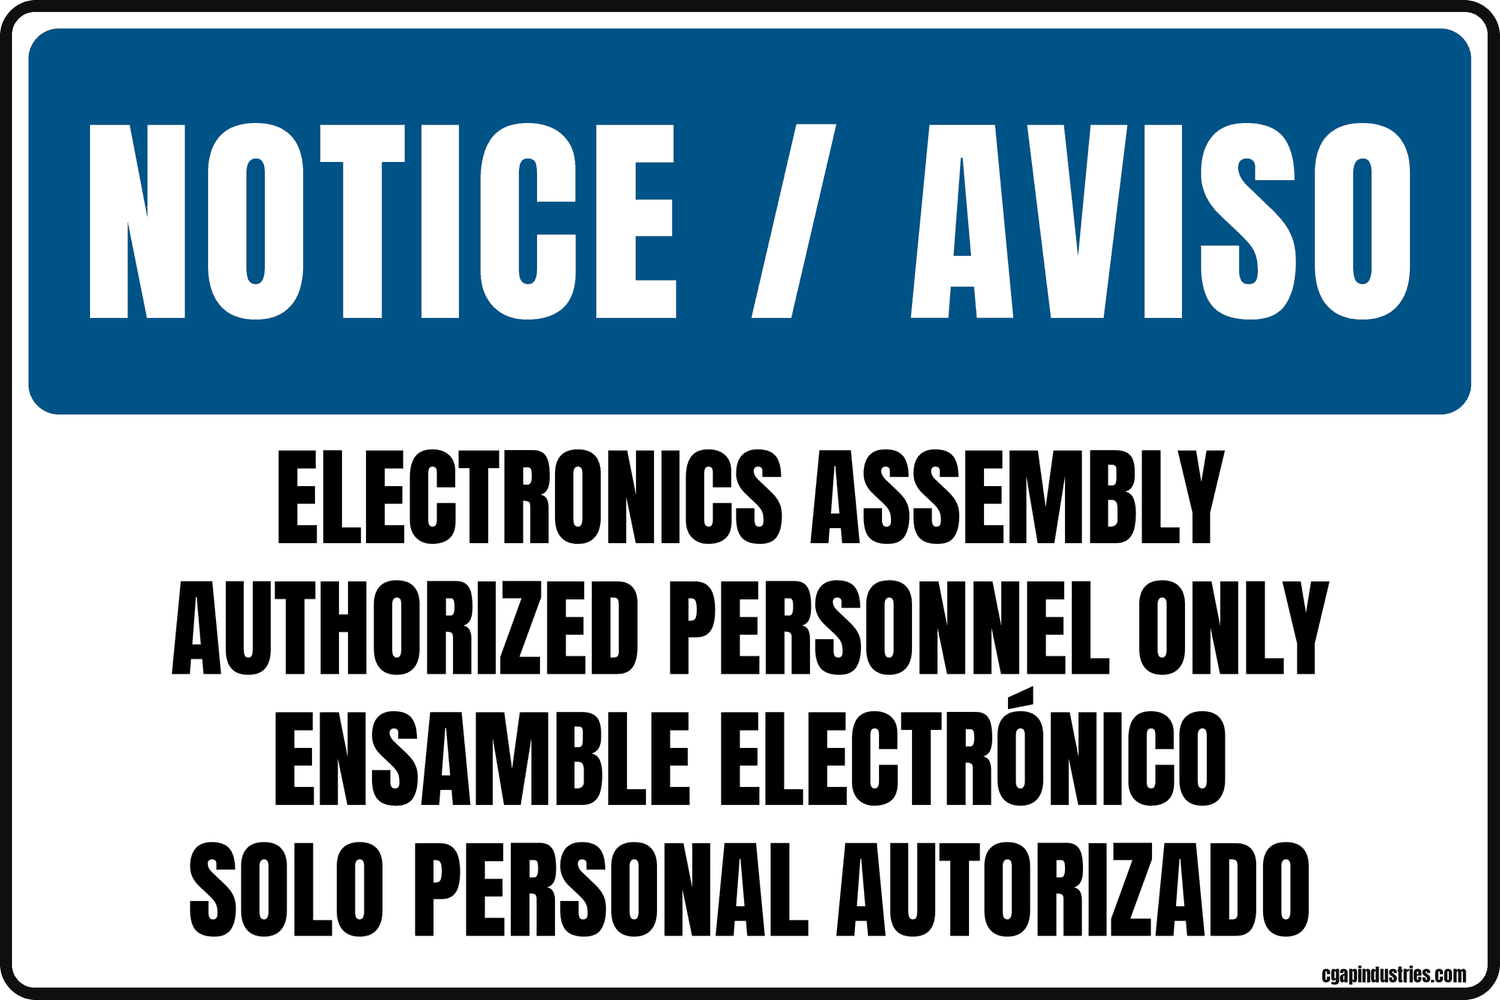 NOTICE / AVISO
ELECTRONICS ASSEMBLY
AUTHORIZED PERSONNEL ONLY
ENSAMBLE ELECTRÓNICO
SOLO PERSONAL AUTORIZADO
cgapindustries.com